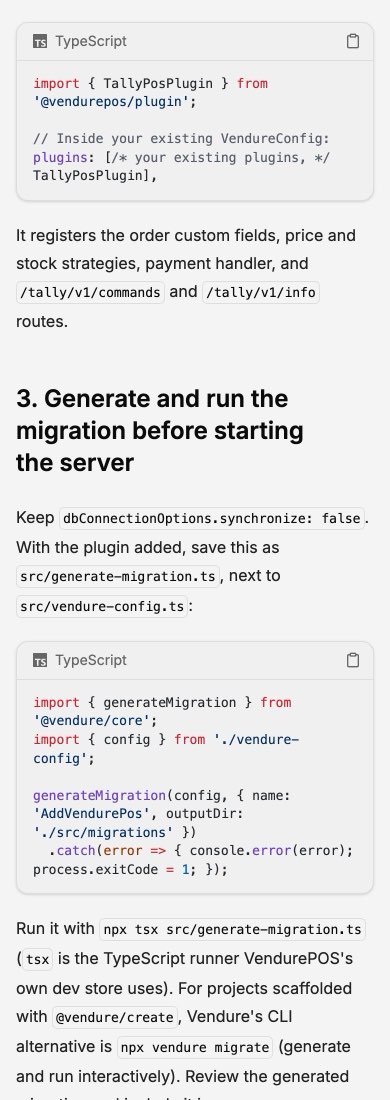 TS TypeScript
import { TallyPosPlugin } from
'@vendurepos/plugin';
// Inside your existing VendureConfig:
plugins: [/* your existing plugins, */
TallyPosPlugin],
It registers the order custom fields, price and
stock strategies, payment handler, and
/tally/v1/commands and /tally/v1/info
routes.
3. Generate and run the
migration before starting
the server
Keep dbConnectionOptions.synchronize: false.
With the plugin added, save this as
src/generate-migration.ts, next to
src/vendure-config.ts:
TS TypeScript
import { generateMigration } from
'@vendure/core';
import { config } from './vendure-
config';
generateMigration(config, { name:
'AddVendurePos', outputDir:
'./src/migrations' })
.catch(error => { console.error(error);
process.exitCode = 1; });
Run it with npx tsx src/generate-migration.ts
(tsx is the TypeScript runner VendurePOS's
own dev store uses). For projects scaffolded
with @vendure/create, Vendure's CLI
alternative is npx vendure migrate (generate
and run interactively). Review the generated